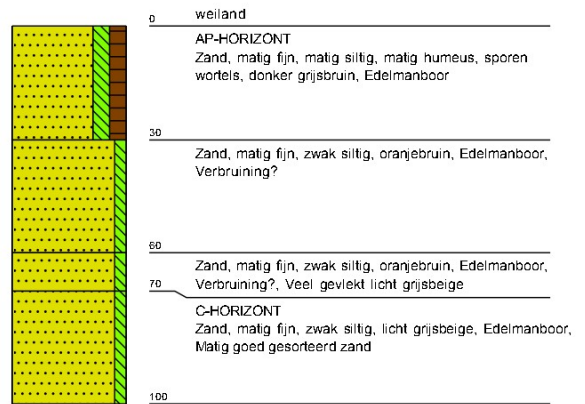 0 weiland
AP-HORIZONT
Zand, matig fijn, matig siltig, matig humeus, sporen
wortels, donker grijsbruin, Edelmanboor
30
Zand, matig fijn, zwak siltig, oranjebruin, Edelmanboor,
Verbruining?
60
Zand, matig fijn, zwak siltig, oranjebruin, Edelmanboor,
Verbruining?, Veel gevlekt licht grijsbeige
70
C-HORIZONT
Zand, matig fijn, zwak siltig, licht grijsbeige, Edelmanboor,
Matig goed gesorteerd zand
100